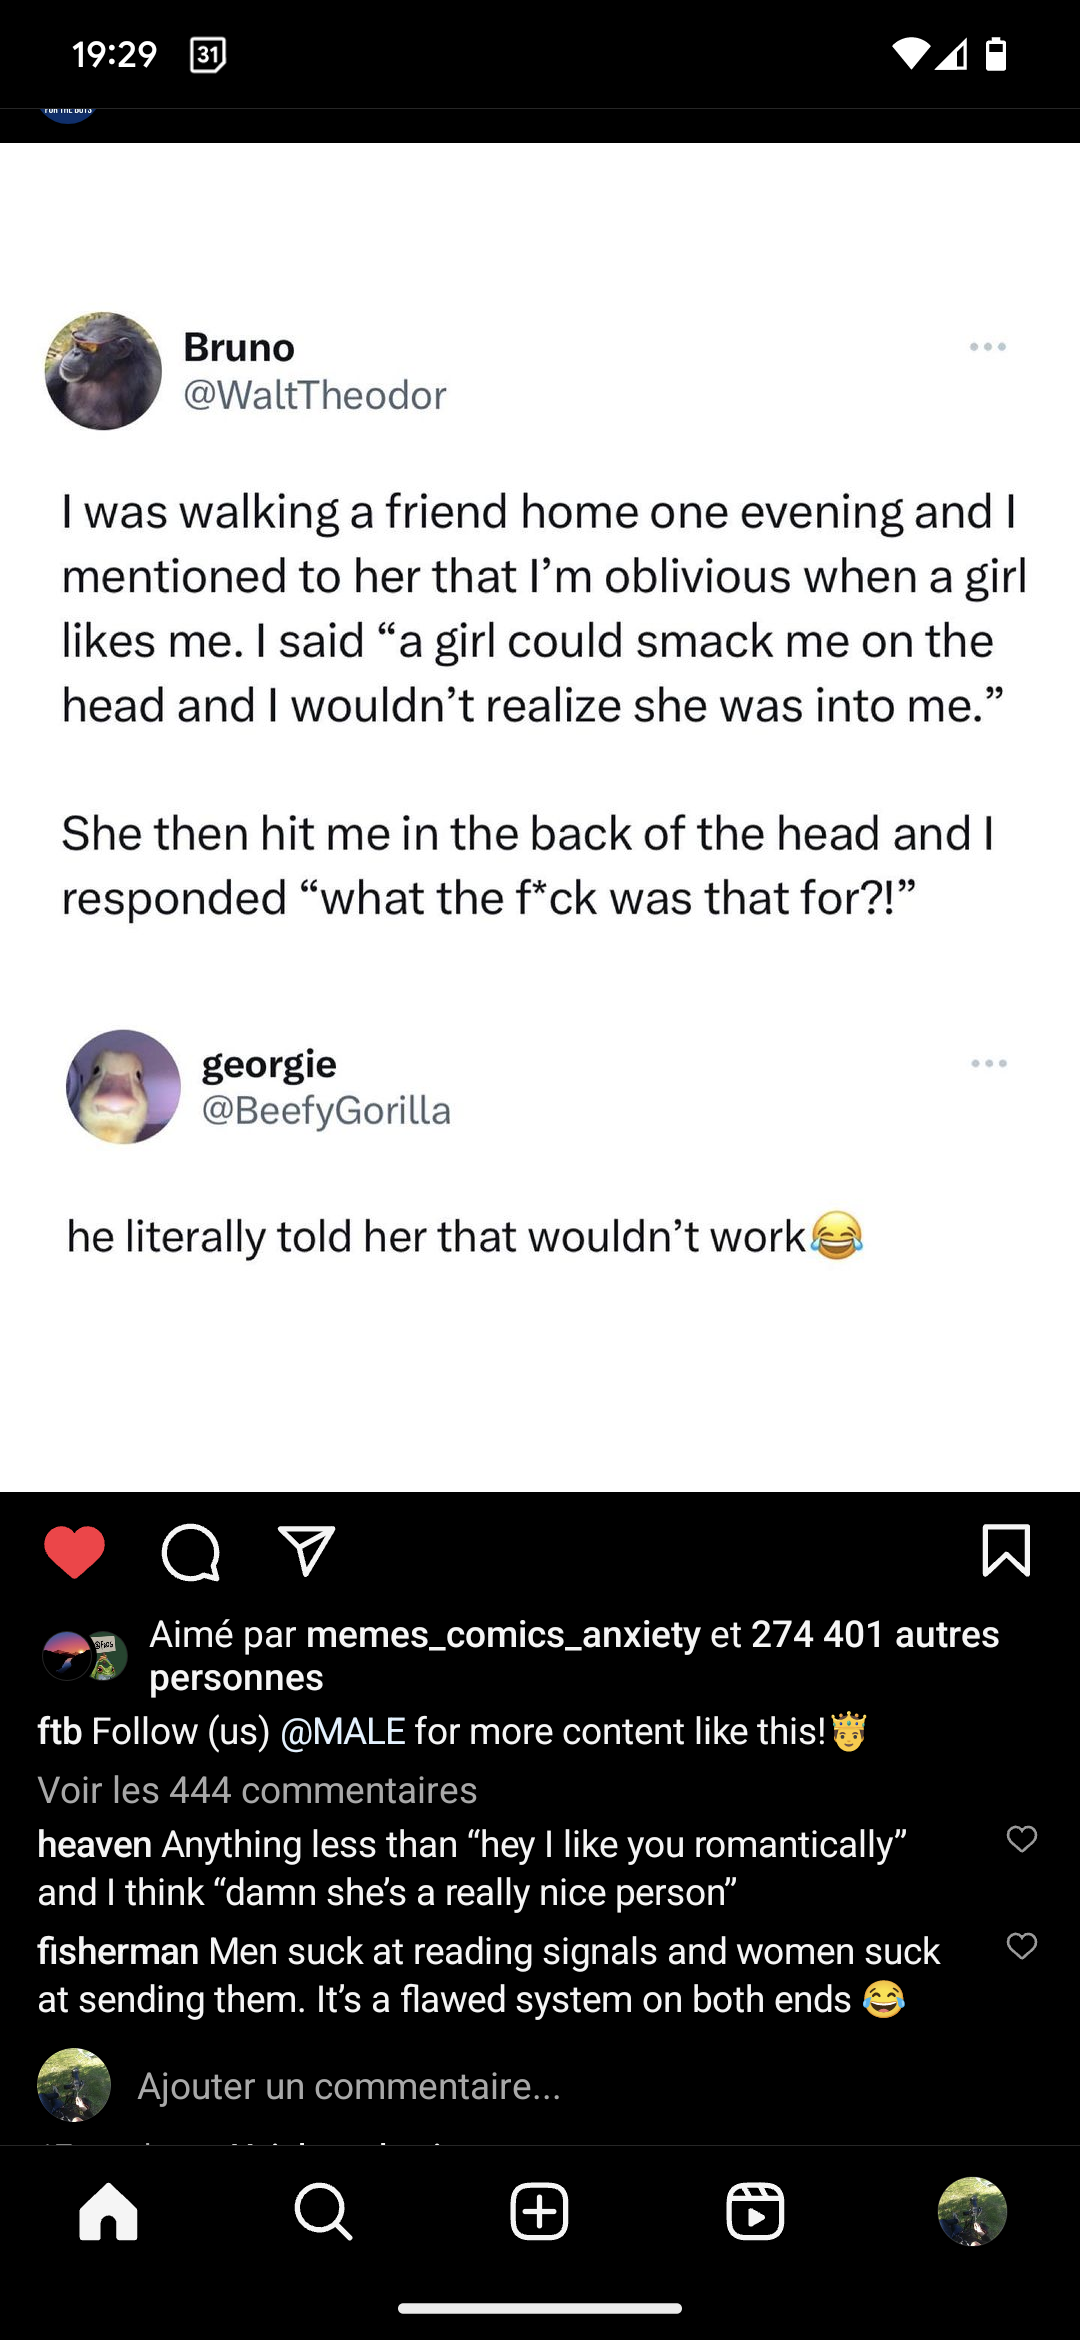 19:29
31
FOR THE BOYS
Bruno
@WaltTheodor
I was walking a friend home one evening and I
mentioned to her that I’m oblivious when a girl
likes me. I said “a girl could smack me on the
head and I wouldn’t realize she was into me.”
She then hit me in the back of the head and I
responded “what the f*ck was that for?!”
georgie
@BeefyGorilla
he literally told her that wouldn’t work😂
Aimé par memes_comics_anxiety et 274 401 autres
personnes
ftb Follow (us) @MALE for more content like this!🤴
Voir les 444 commentaires
heaven Anything less than “hey I like you romantically”
and I think “damn she’s a really nice person”
fisherman Men suck at reading signals and women suck
at sending them. It’s a flawed system on both ends 😂
Ajouter un commentaire...